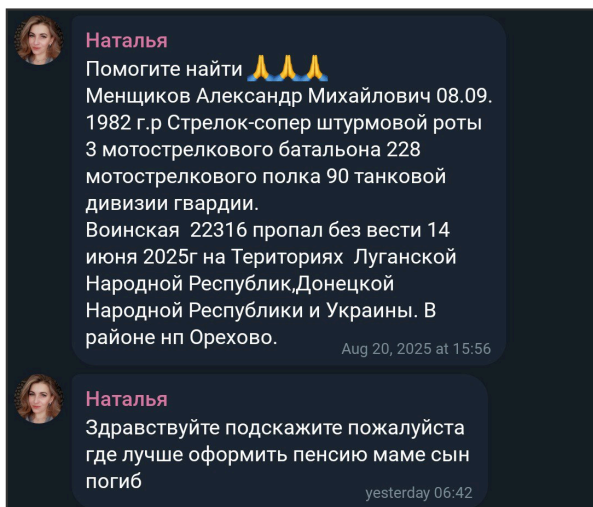 Наталья
Помогите найти 🙏🙏🙏
Менщиков Александр Михайлович 08.09.
1982 г.р Стрелок-сопер штурмовой роты
3 мотострелкового батальона 228
мотострелкового полка 90 танковой
дивизии гвардии.
Воинская  22316 пропал без вести 14
июня 2025г на Територях  Луганской
Народной Республик,Донецкой
Народной Республики и Украины. В
районе нп Орехово.
Aug 20, 2025 at 15:56
Наталья
Здравствуйте подскажите пожалуйста
где лучше оформить пенсию маме сын
погиб
yesterday 06:42